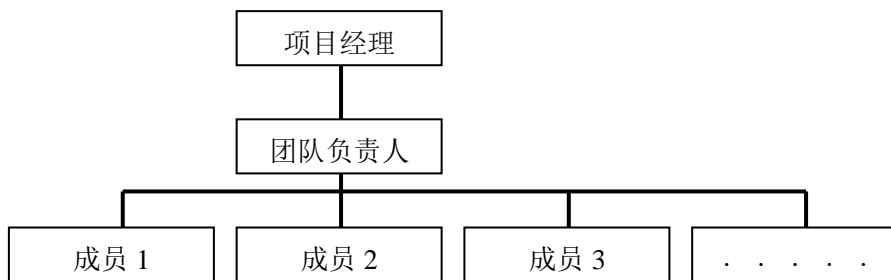 项目经理
团队负责人
成员 1 成员 2 成员 3 . . . . .